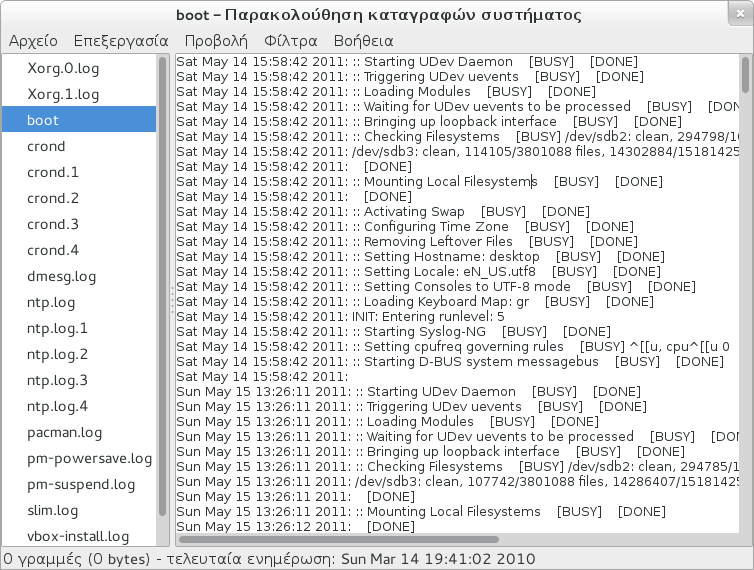 boot – Παρακολούθηση καταγραφών συστήματος
Αρχείο Επεξεργασία Προβολή Φίλτρα Βοήθεια
Xorg.0.log
Xorg.1.log
boot
crond
crond.1
crond.2
crond.3
crond.4
dmesg.log
ntp.log
ntp.log.1
ntp.log.2
ntp.log.3
ntp.log.4
pacman.log
pm-powersave.log
pm-suspend.log
slim.log
vbox-install.log
Sat May 14 15:58:42 2011: :: Starting UDev Daemon [BUSY] [DONE]
Sat May 14 15:58:42 2011: :: Triggering UDev uevents [BUSY] [DONE]
Sat May 14 15:58:42 2011: :: Loading Modules [BUSY] [DONE]
Sat May 14 15:58:42 2011: :: Waiting for UDev uevents to be processed [BUSY] [DON
Sat May 14 15:58:42 2011: :: Bringing up loopback interface [BUSY] [DONE]
Sat May 14 15:58:42 2011: :: Checking Filesystems [BUSY] /dev/sdb2: clean, 294798/10
Sat May 14 15:58:42 2011: /dev/sdb3: clean, 114105/3801088 files, 14302884/15181425
Sat May 14 15:58:42 2011: [DONE]
Sat May 14 15:58:42 2011: :: Mounting Local Filesystems [BUSY] [DONE]
Sat May 14 15:58:42 2011: [DONE]
Sat May 14 15:58:42 2011: :: Activating Swap [BUSY] [DONE]
Sat May 14 15:58:42 2011: :: Configuring Time Zone [BUSY] [DONE]
Sat May 14 15:58:42 2011: :: Removing Leftover Files [BUSY] [DONE]
Sat May 14 15:58:42 2011: :: Setting Hostname: desktop [BUSY] [DONE]
Sat May 14 15:58:42 2011: :: Setting Locale: eN_US.utf8 [BUSY] [DONE]
Sat May 14 15:58:42 2011: :: Setting Consoles to UTF-8 mode [BUSY] [DONE]
Sat May 14 15:58:42 2011: :: Loading Keyboard Map: gr [BUSY] [DONE]
Sat May 14 15:58:42 2011: INIT: Entering runlevel: 5
Sat May 14 15:58:42 2011: :: Starting Syslog-NG [BUSY] [DONE]
Sat May 14 15:58:42 2011: :: Setting cpufreq governing rules [BUSY] ^[[u, cpu^[[u 0
Sat May 14 15:58:42 2011: :: Starting D-BUS system messagebus [BUSY] [DONE]
Sat May 14 15:58:42 2011:
Sun May 15 13:26:11 2011: :: Starting UDev Daemon [BUSY] [DONE]
Sun May 15 13:26:11 2011: :: Triggering UDev uevents [BUSY] [DONE]
Sun May 15 13:26:11 2011: :: Loading Modules [BUSY] [DONE]
Sun May 15 13:26:11 2011: :: Waiting for UDev uevents to be processed [BUSY] [DO
Sun May 15 13:26:11 2011: :: Bringing up loopback interface [BUSY] [DONE]
Sun May 15 13:26:11 2011: :: Checking Filesystems [BUSY] /dev/sdb2: clean, 294785/1
Sun May 15 13:26:11 2011: /dev/sdb3: clean, 107742/3801088 files, 14286407/15181425
Sun May 15 13:26:11 2011: [DONE]
Sun May 15 13:26:11 2011: :: Mounting Local Filesystems [BUSY] [DONE]
Sun May 15 13:26:12 2011: [DONE]
0 γραμμές (0 bytes) - τελευταία ενημέρωση: Sun Mar 14 19:41:02 2010